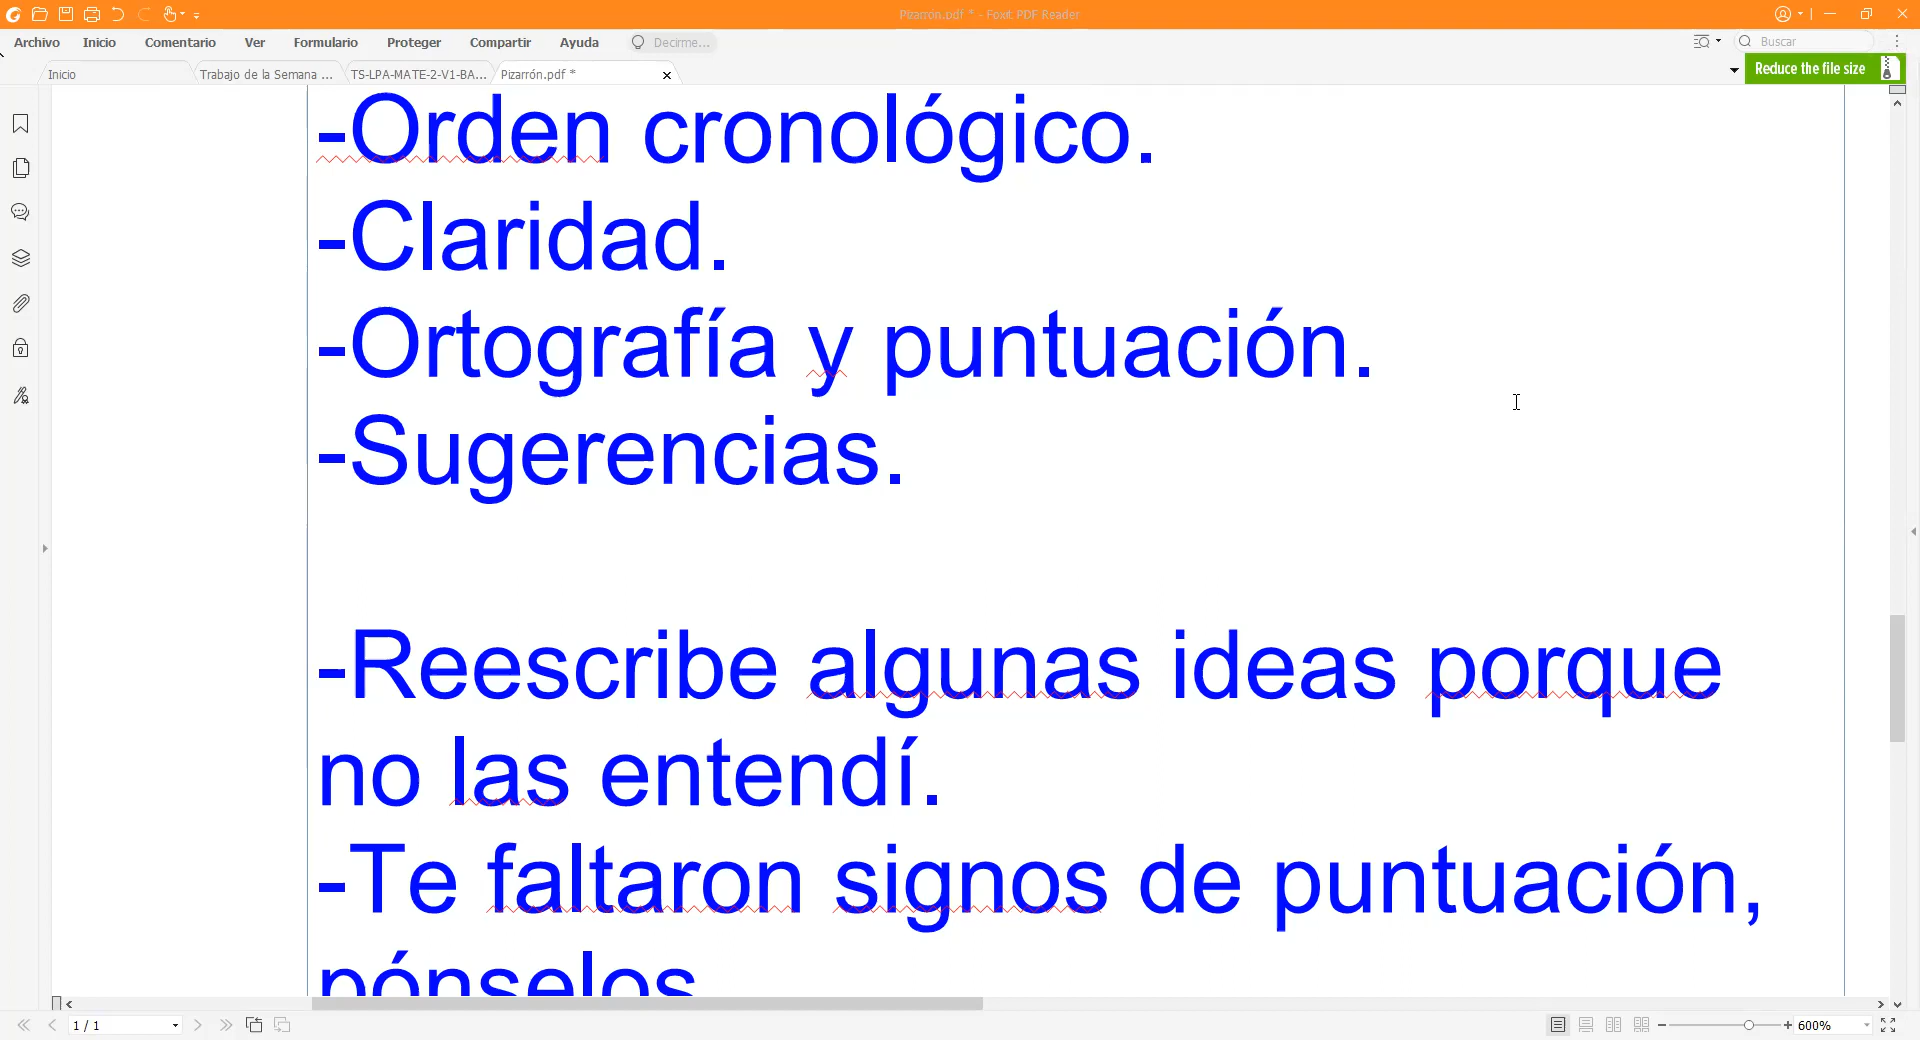 Pizarrón.pdf * - Foxit PDF Reader
Archivo Inicio Comentario Ver Formulario Proteger Compartir Ayuda Decirme... Buscar
Inicio Trabajo de la Semana ... TS-LPA-MATE-2-V1-BA... Pizarrón.pdf * Reduce the file size
-Orden cronológico.
-Claridad.
-Ortografía y puntuación.
-Sugerencias.
-Reescribe algunas ideas porque
no las entendí.
-Te faltaron signos de puntuación,
pónselos
1 / 1 600%